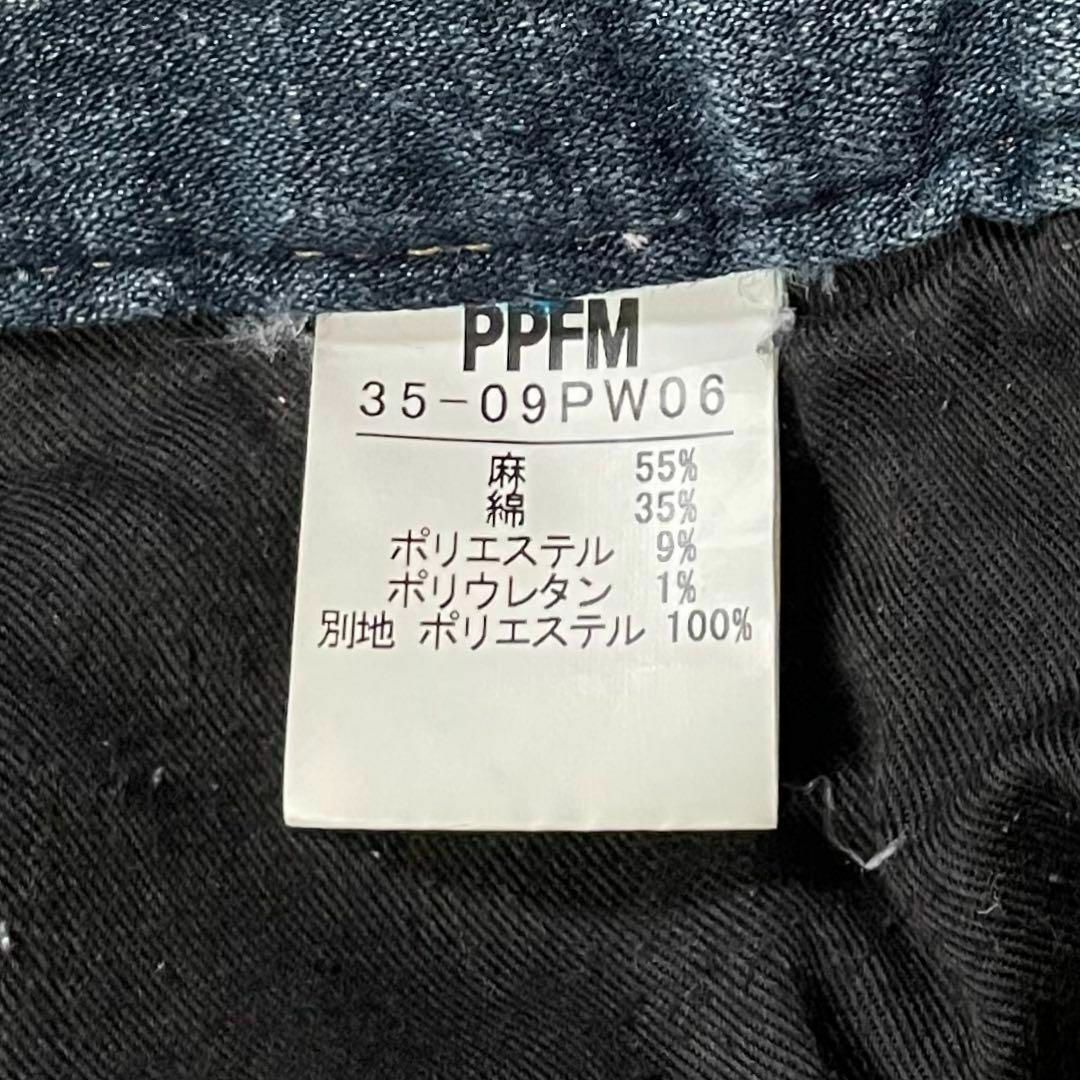 PPFM
35-09PW06
麻 55%
綿 35%
ポリエステル 9%
ポリウレタン 1%
別地 ポリエステル 100%